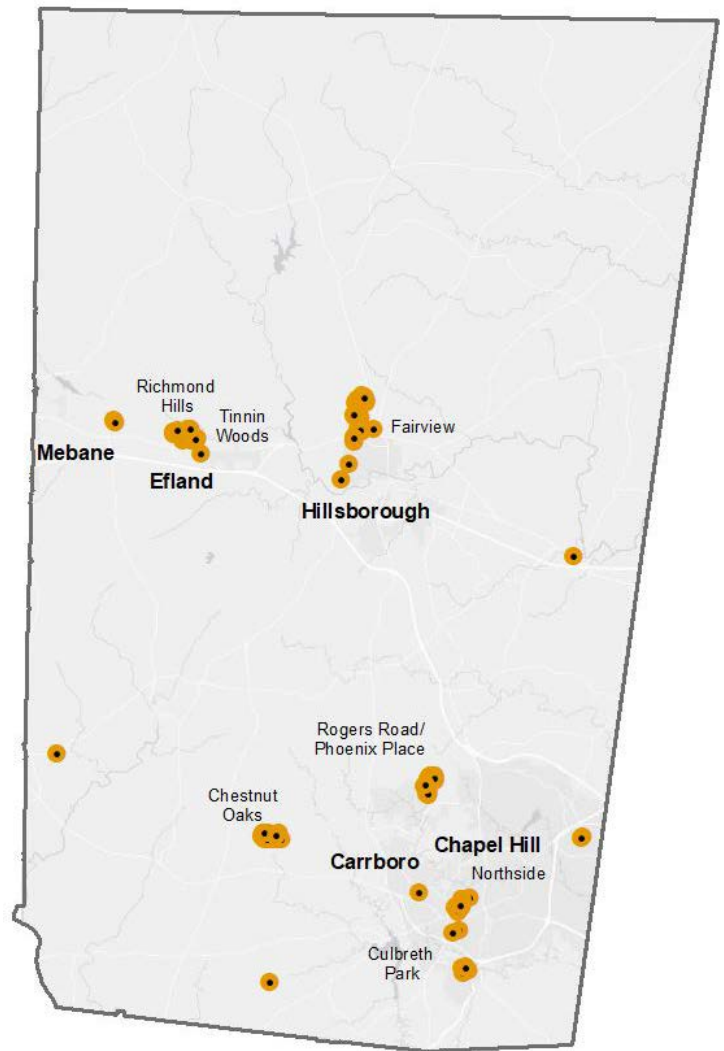 Richmond
Hills
Tinnin
Woods
Fairview
Mebane
Efland
Hillsborough
Rogers Road/
Phoenix Place
Chestnut
Oaks
Chapel Hill
Carrboro
Northside
Culbreth
Park